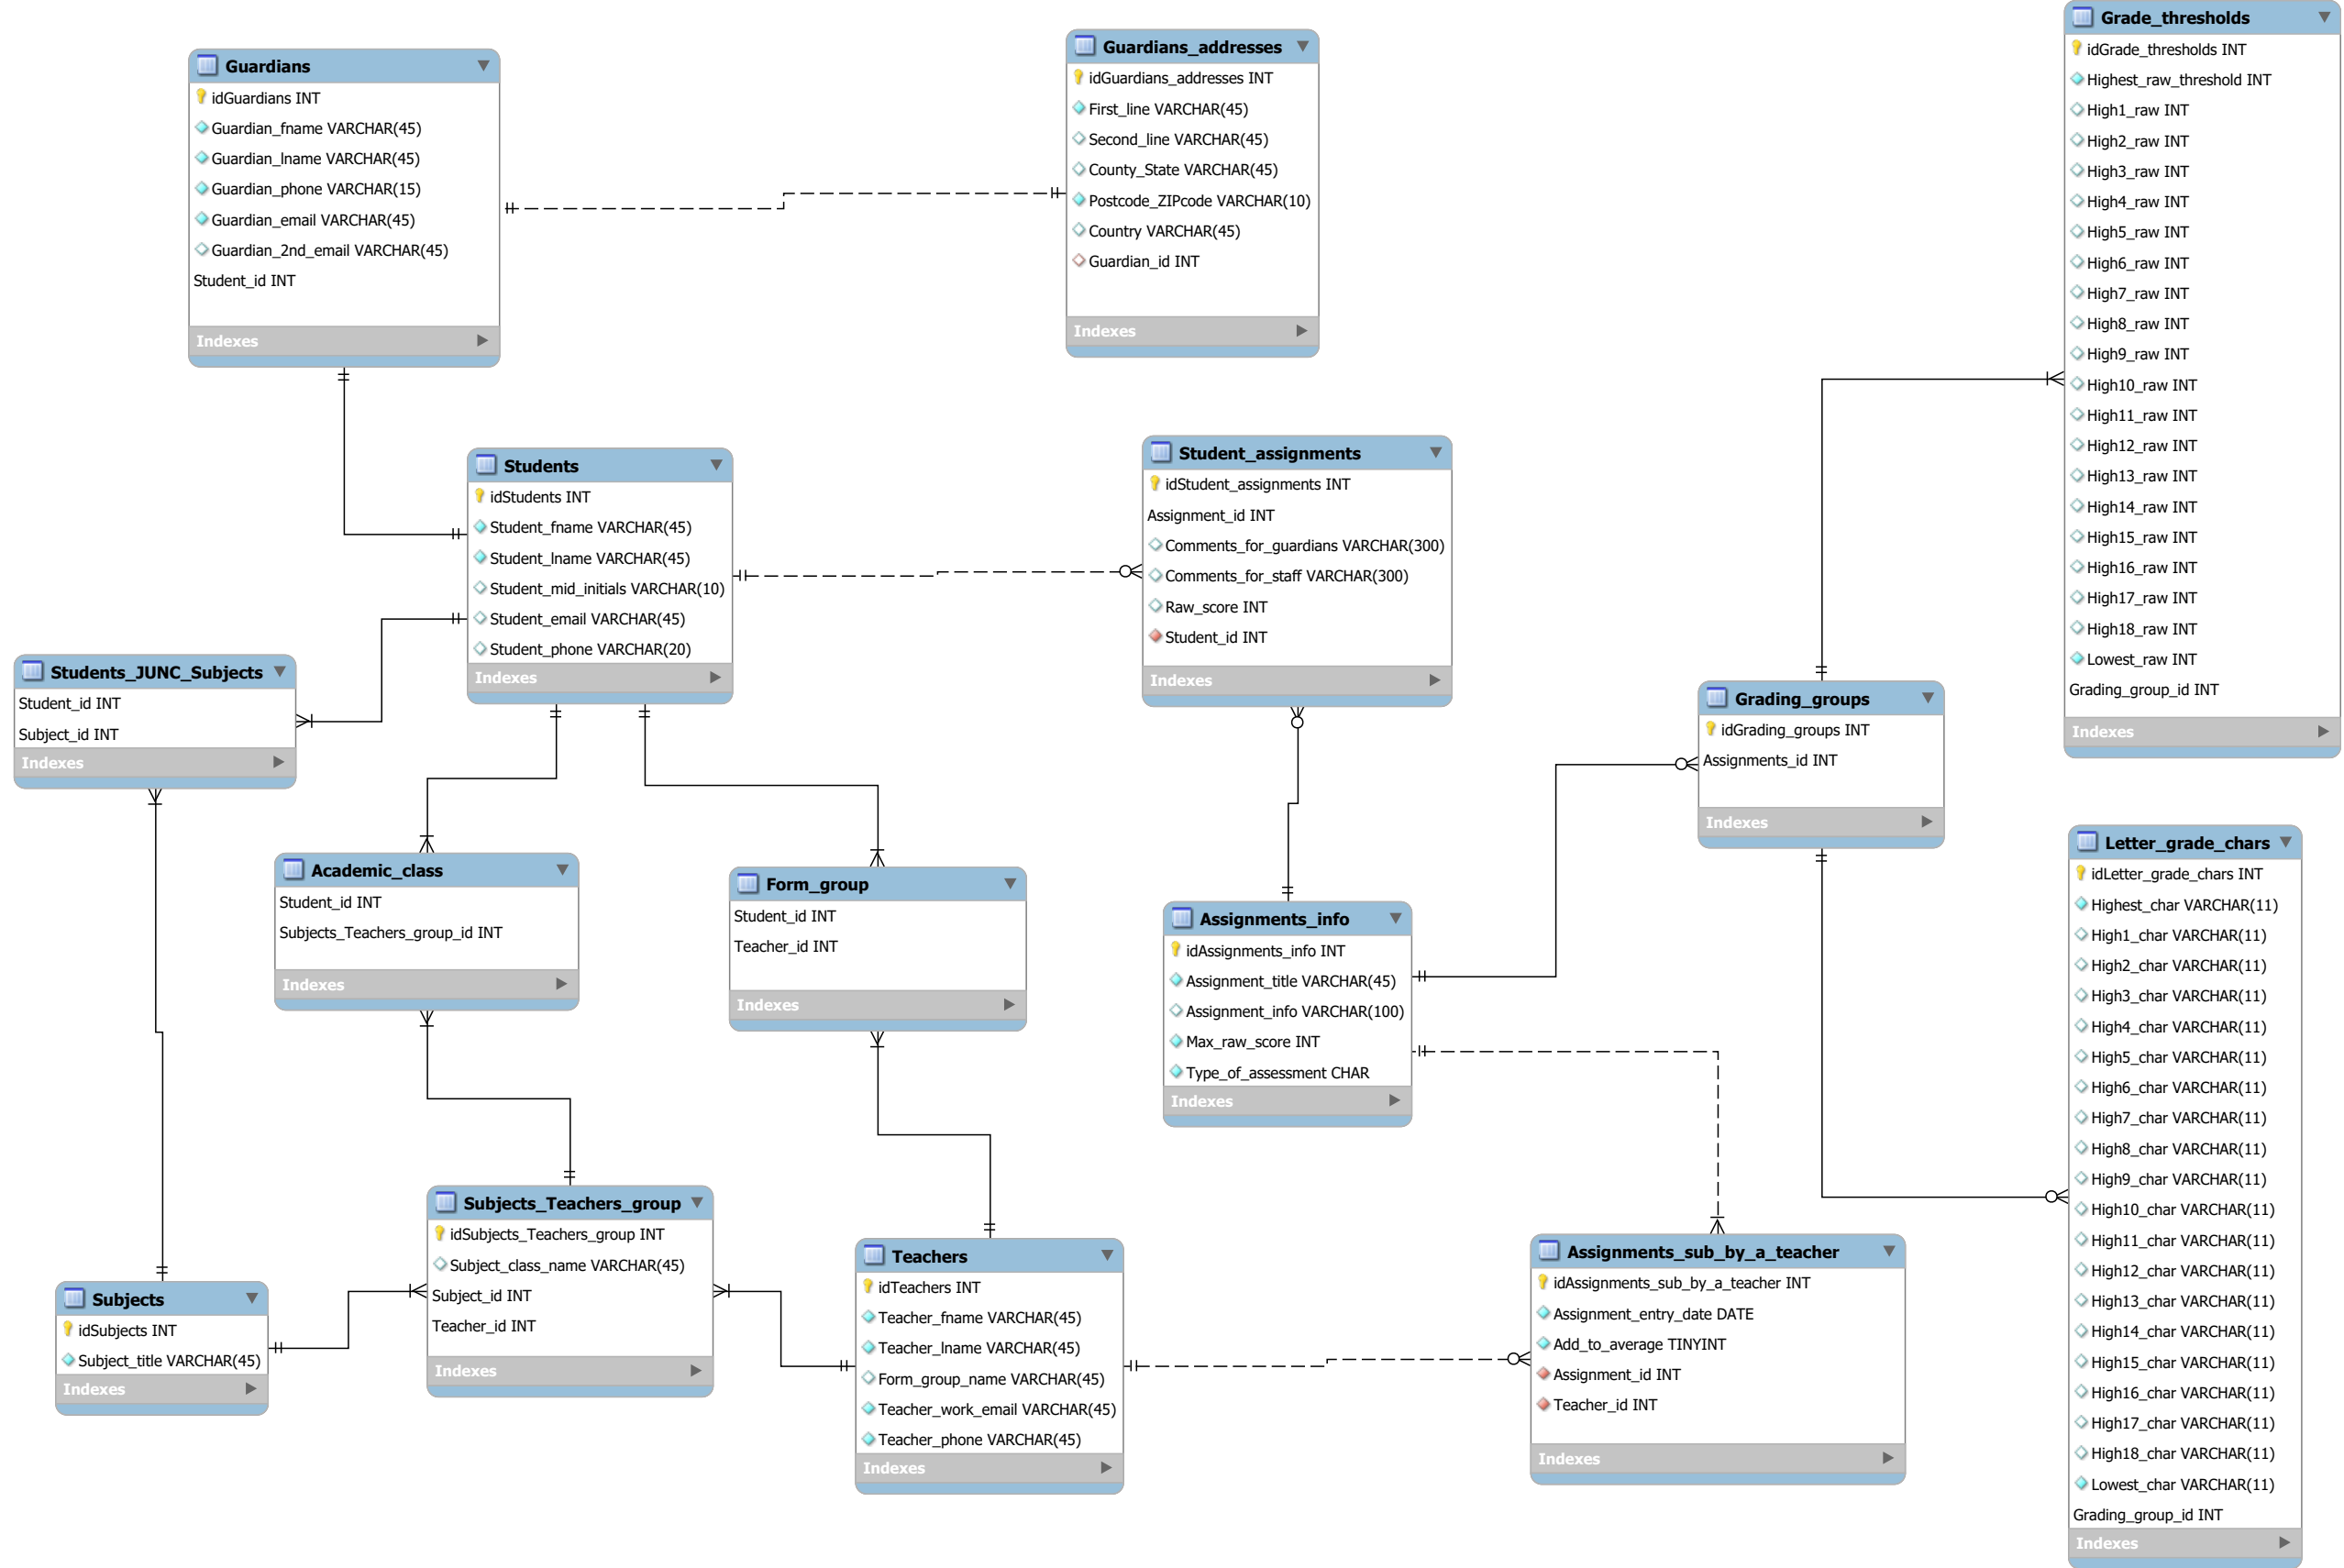 Guardians
idGuardians INT
Guardian_fname VARCHAR(45)
Guardian_lname VARCHAR(45)
Guardian_phone VARCHAR(15)
Guardian_email VARCHAR(45)
Guardian_2nd_email VARCHAR(45)
Student_id INT
Indexes
Guardians_addresses
idGuardians_addresses INT
First_line VARCHAR(45)
Second_line VARCHAR(45)
County_State VARCHAR(45)
Postcode_ZIPcode VARCHAR(10)
Country VARCHAR(45)
Guardian_id INT
Indexes
Grade_thresholds
idGrade_thresholds INT
Highest_raw_threshold INT
High1_raw INT
High2_raw INT
High3_raw INT
High4_raw INT
High5_raw INT
High6_raw INT
High7_raw INT
High8_raw INT
High9_raw INT
High10_raw INT
High11_raw INT
High12_raw INT
High13_raw INT
High14_raw INT
High15_raw INT
High16_raw INT
High17_raw INT
High18_raw INT
Lowest_raw INT
Grading_group_id INT
Indexes
Students
idStudents INT
Student_fname VARCHAR(45)
Student_lname VARCHAR(45)
Student_mid_initials VARCHAR(10)
Student_email VARCHAR(45)
Student_phone VARCHAR(20)
Indexes
Student_assignments
idStudent_assignments INT
Assignment_id INT
Comments_for_guardians VARCHAR(300)
Comments_for_staff VARCHAR(300)
Raw_score INT
Student_id INT
Indexes
Students_JUNC_Subjects
Student_id INT
Subject_id INT
Indexes
Grading_groups
idGrading_groups INT
Assignments_id INT
Indexes
Academic_class
Student_id INT
Subjects_Teachers_group_id INT
Indexes
Form_group
Student_id INT
Teacher_id INT
Indexes
Assignments_info
idAssignments_info INT
Assignment_title VARCHAR(45)
Assignment_info VARCHAR(100)
Max_raw_score INT
Type_of_assessment CHAR
Indexes
Letter_grade_chars
idLetter_grade_chars INT
Highest_char VARCHAR(11)
High1_char VARCHAR(11)
High2_char VARCHAR(11)
High3_char VARCHAR(11)
High4_char VARCHAR(11)
High5_char VARCHAR(11)
High6_char VARCHAR(11)
High7_char VARCHAR(11)
High8_char VARCHAR(11)
High9_char VARCHAR(11)
High10_char VARCHAR(11)
High11_char VARCHAR(11)
High12_char VARCHAR(11)
High13_char VARCHAR(11)
High14_char VARCHAR(11)
High15_char VARCHAR(11)
High16_char VARCHAR(11)
High17_char VARCHAR(11)
High18_char VARCHAR(11)
Lowest_char VARCHAR(11)
Grading_group_id INT
Indexes
Subjects
idSubjects INT
Subject_title VARCHAR(45)
Indexes
Subjects_Teachers_group
idSubjects_Teachers_group INT
Subject_class_name VARCHAR(45)
Subject_id INT
Teacher_id INT
Indexes
Teachers
idTeachers INT
Teacher_fname VARCHAR(45)
Teacher_lname VARCHAR(45)
Form_group_name VARCHAR(45)
Teacher_work_email VARCHAR(45)
Teacher_phone VARCHAR(45)
Indexes
Assignments_sub_by_a_teacher
idAssignments_sub_by_a_teacher INT
Assignment_entry_date DATE
Add_to_average TINYINT
Assignment_id INT
Teacher_id INT
Indexes